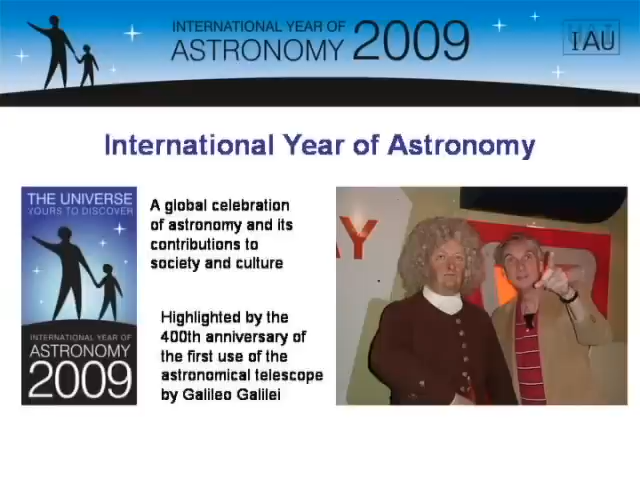 INTERNATIONAL YEAR OF
ASTRONOMY 2009
IAU
International Year of Astronomy
THE UNIVERSE
YOURS TO DISCOVER
INTERNATIONAL YEAR OF
ASTRONOMY
2009
A global celebration
of astronomy and its
contributions to
society and culture
Highlighted by the
400th anniversary of
the first use of the
astronomical telescope
by Galileo Galilei
AY